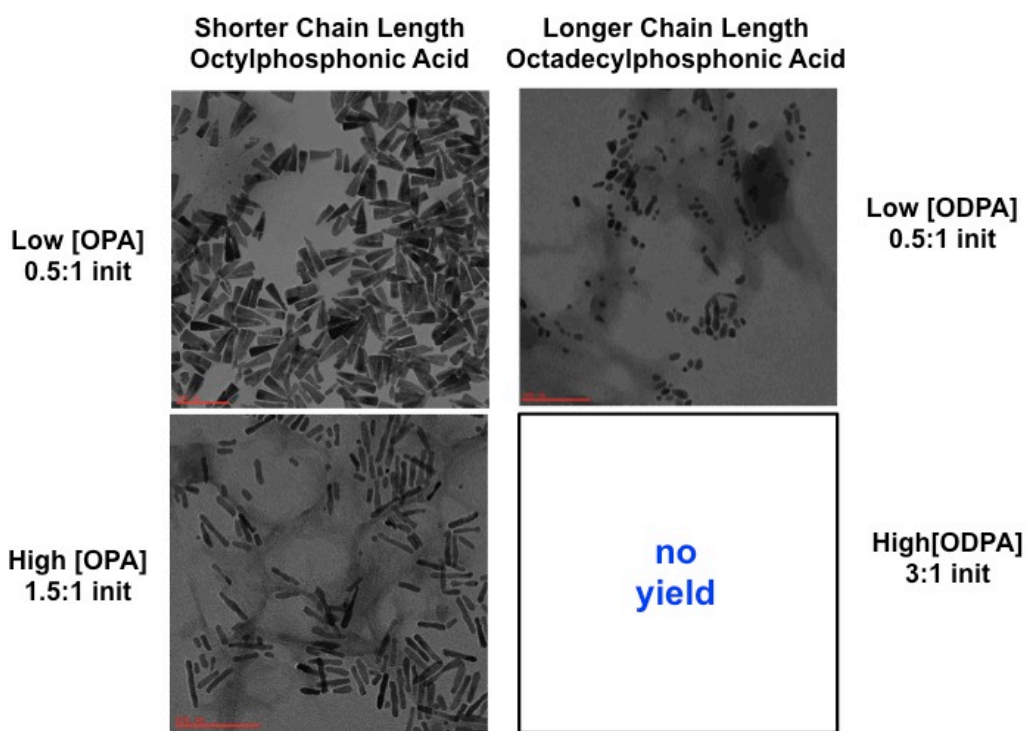 Shorter Chain Length
Octylphosphonic Acid
Longer Chain Length
Octadecylphosphonic Acid
Low [OPA]
0.5:1 init
Low [ODPA]
0.5:1 init
High [OPA]
1.5:1 init
no
yield
High[ODPA]
3:1 init